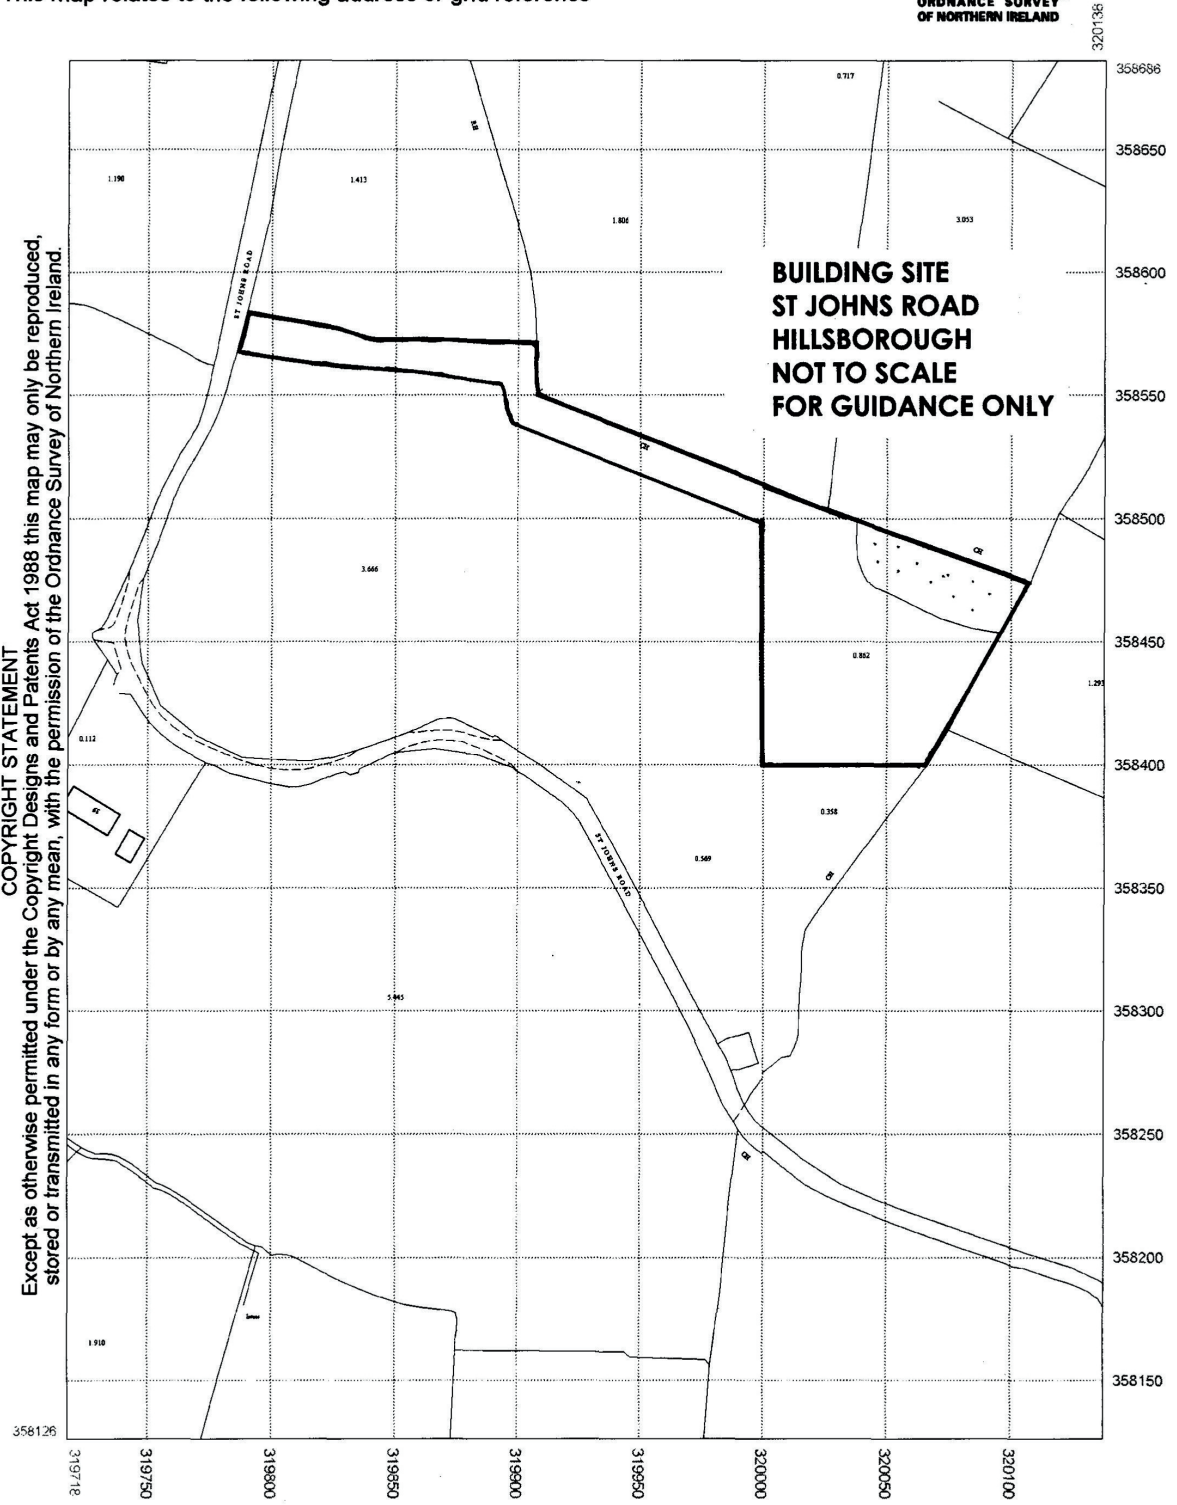 This map relates to the following address or grid reference
ORDNANCE SURVEY
OF NORTHERN IRELAND
320138
358686
358650
358600
358550
358500
358450
358400
358350
358300
358250
358200
358150
358126
319718
319750
319800
319850
319900
319950
320000
320050
320100
COPYRIGHT STATEMENT
Except as otherwise permitted under the Copyright Designs and Patents Act 1988 this map may only be reproduced,
stored or transmitted in any form or by any mean, with the permission of the Ordnance Survey of Northern Ireland.
BUILDING SITE
ST JOHNS ROAD
HILLSBOROUGH
NOT TO SCALE
FOR GUIDANCE ONLY
0.717
1.190
1.413
1.806
3.053
ST JOHNS ROAD
CH
CH
3.666
0.862
1.293
0.112
0.358
0.569
ST JOHNS ROAD
CH
5.445
CH
1.910